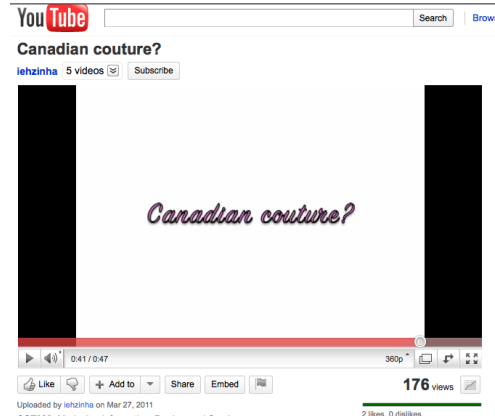 YouTube Search Brow
Canadian couture?
iehzinha 5 videos Subscribe
Canadian couture?
0:41 / 0:47 360p
Like Add to Share Embed 176 views
Uploaded by iehzinha on Mar 27, 2011
2 likes, 0 dislikes